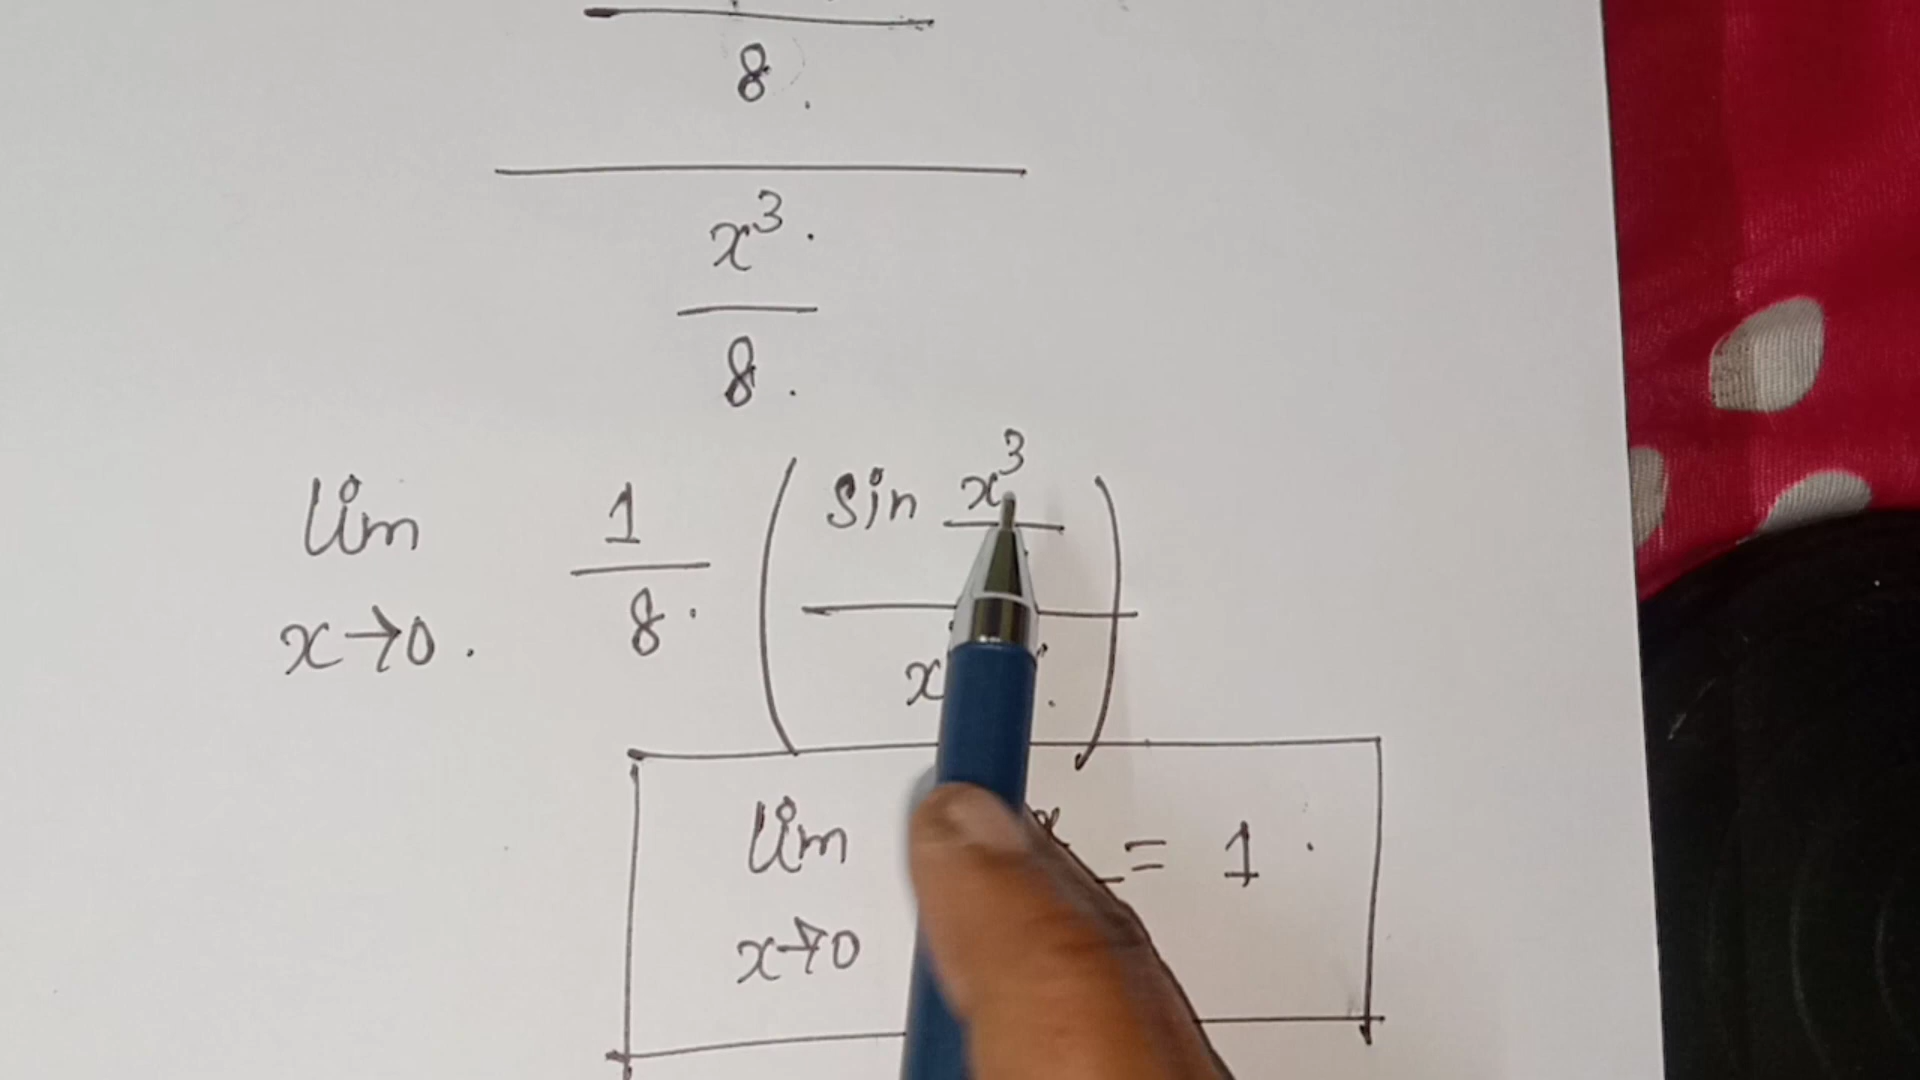 8.
x³.
8.
lim 1/8. (sin x³
x→0. x .)
lim x = 1.
x→0